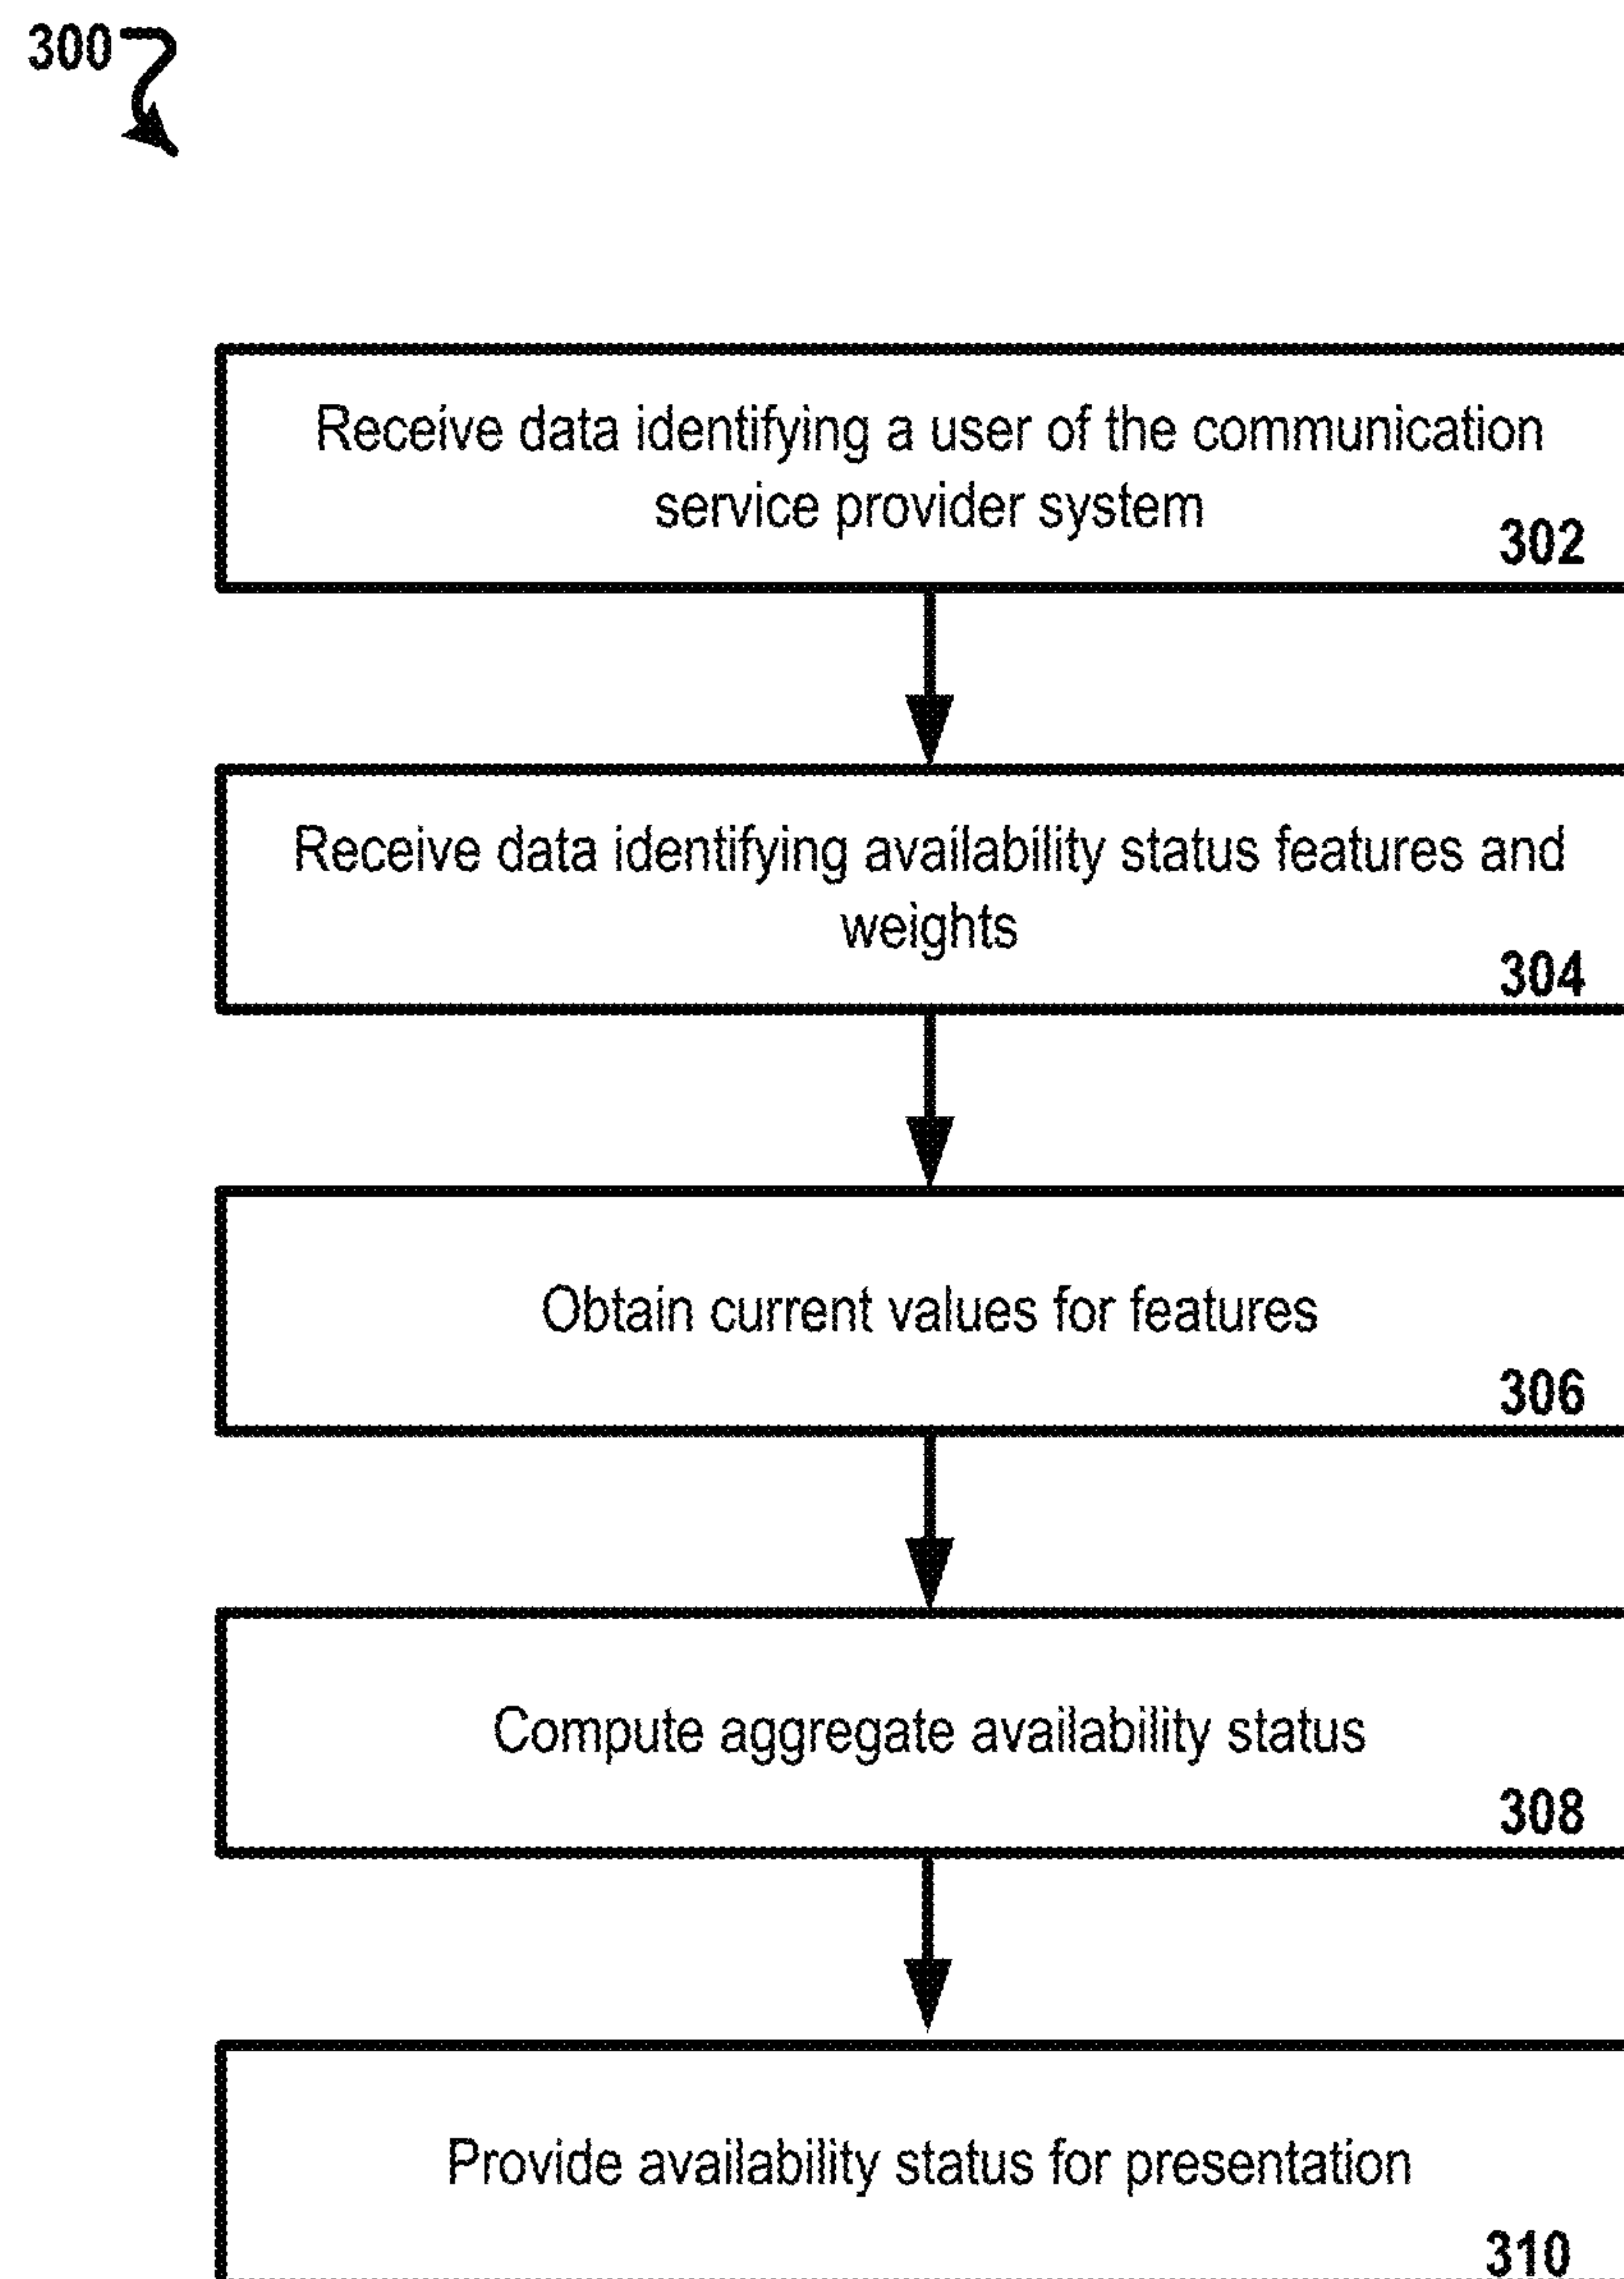 300
Receive data identifying a user of the communication
service provider system
302
Receive data identifying availability status features and
weights
304
Obtain current values for features
306
Compute aggregate availability status
308
Provide availability status for presentation
310